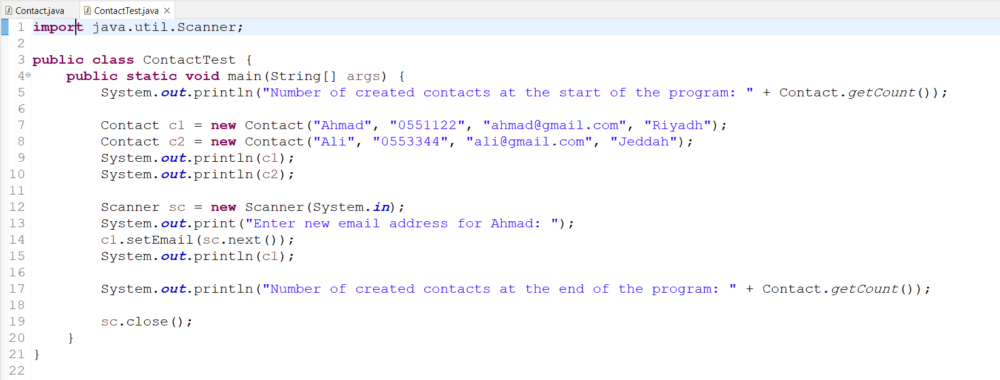 Contact.java ContactTest.java
1 import java.util.Scanner;
2
3 public class ContactTest {
4 public static void main(String[] args) {
5 System.out.println("Number of created contacts at the start of the program: " + Contact.getCount());
6
7 Contact c1 = new Contact("Ahmad", "0551122", "ahmad@gmail.com", "Riyadh");
8 Contact c2 = new Contact("Ali", "0553344", "ali@gmail.com", "Jeddah");
9 System.out.println(c1);
10 System.out.println(c2);
11
12 Scanner sc = new Scanner(System.in);
13 System.out.print("Enter new email address for Ahmad: ");
14 c1.setEmail(sc.next());
15 System.out.println(c1);
16
17 System.out.println("Number of created contacts at the end of the program: " + Contact.getCount());
18
19 sc.close();
20 }
21 }
22